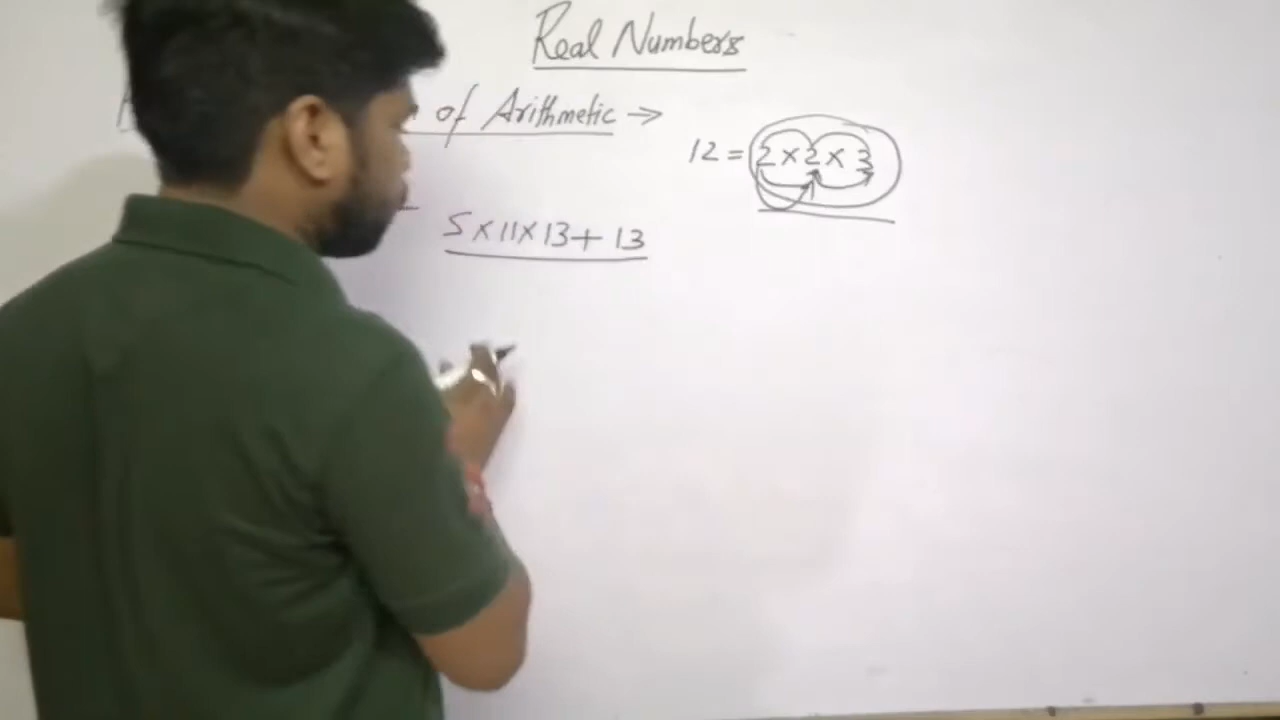 Real Numbers
of Arithmetic →
12 = 2 × 2 × 3
5 × 11 × 13 + 13